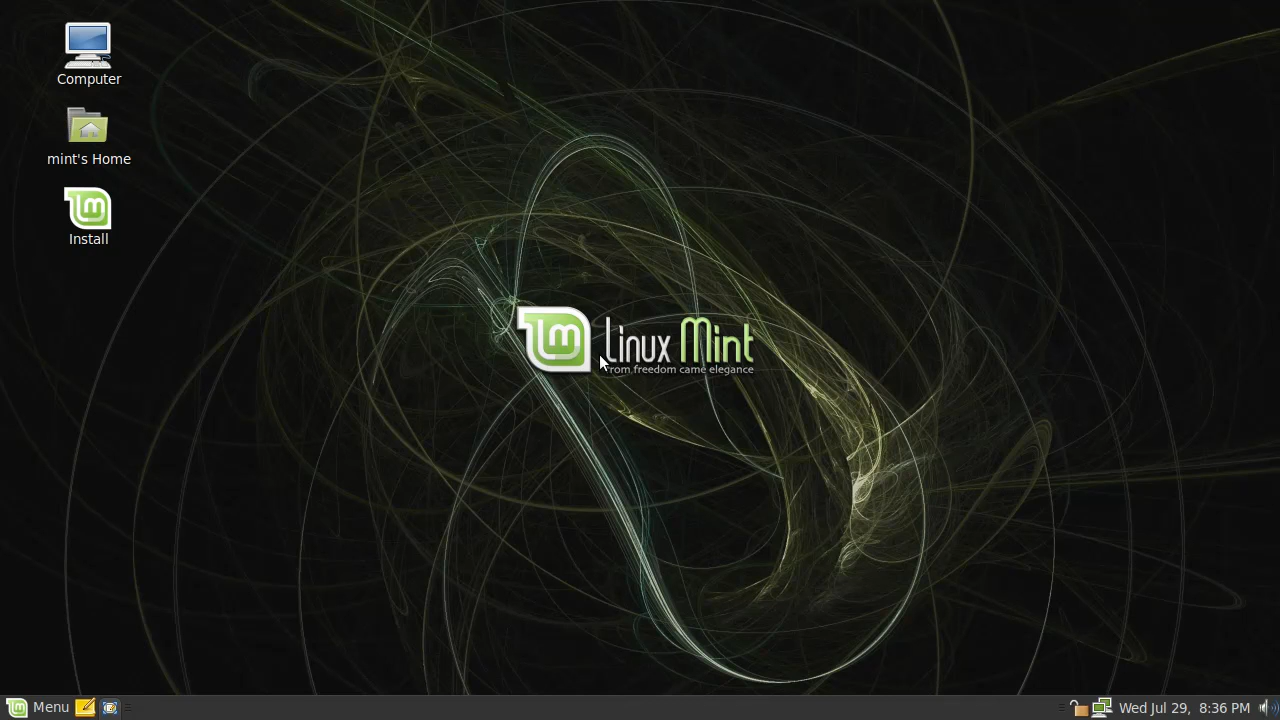 Computer
mint's Home
Install
Linux Mint
from freedom came elegance
Menu
Wed Jul 29, 8:36 PM